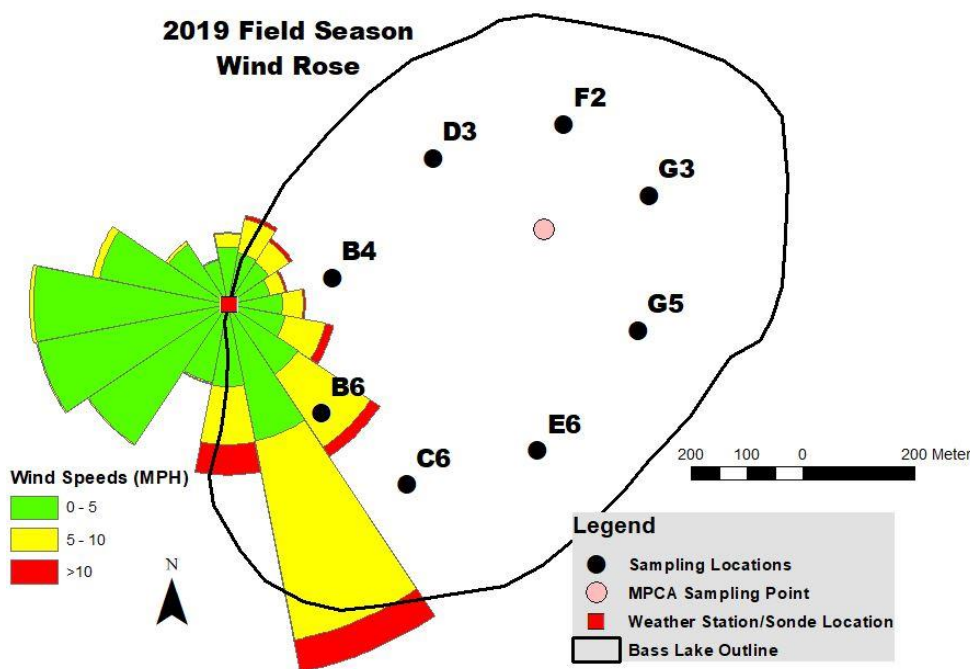 2019 Field Season
Wind Rose
F2
D3
G3
B4
G5
B6
E6
C6
200 100 0 200 Meter
Wind Speeds (MPH)
0 - 5
5 - 10
>10
N
Legend
Sampling Locations
MPCA Sampling Point
Weather Station/Sonde Location
Bass Lake Outline